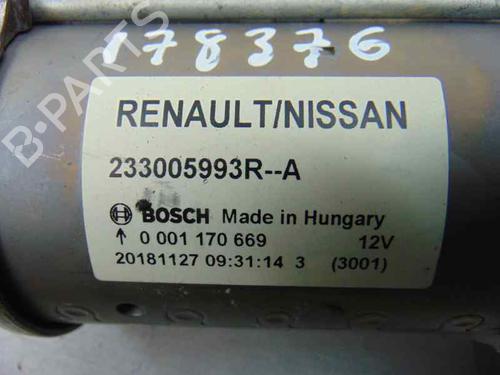 178376
B-PARTS
RENAULT/NISSAN
233005993R--A
BOSCH Made in Hungary
↑ 0 001 170 669 12V
20181127 09:31:14 3 (3001)